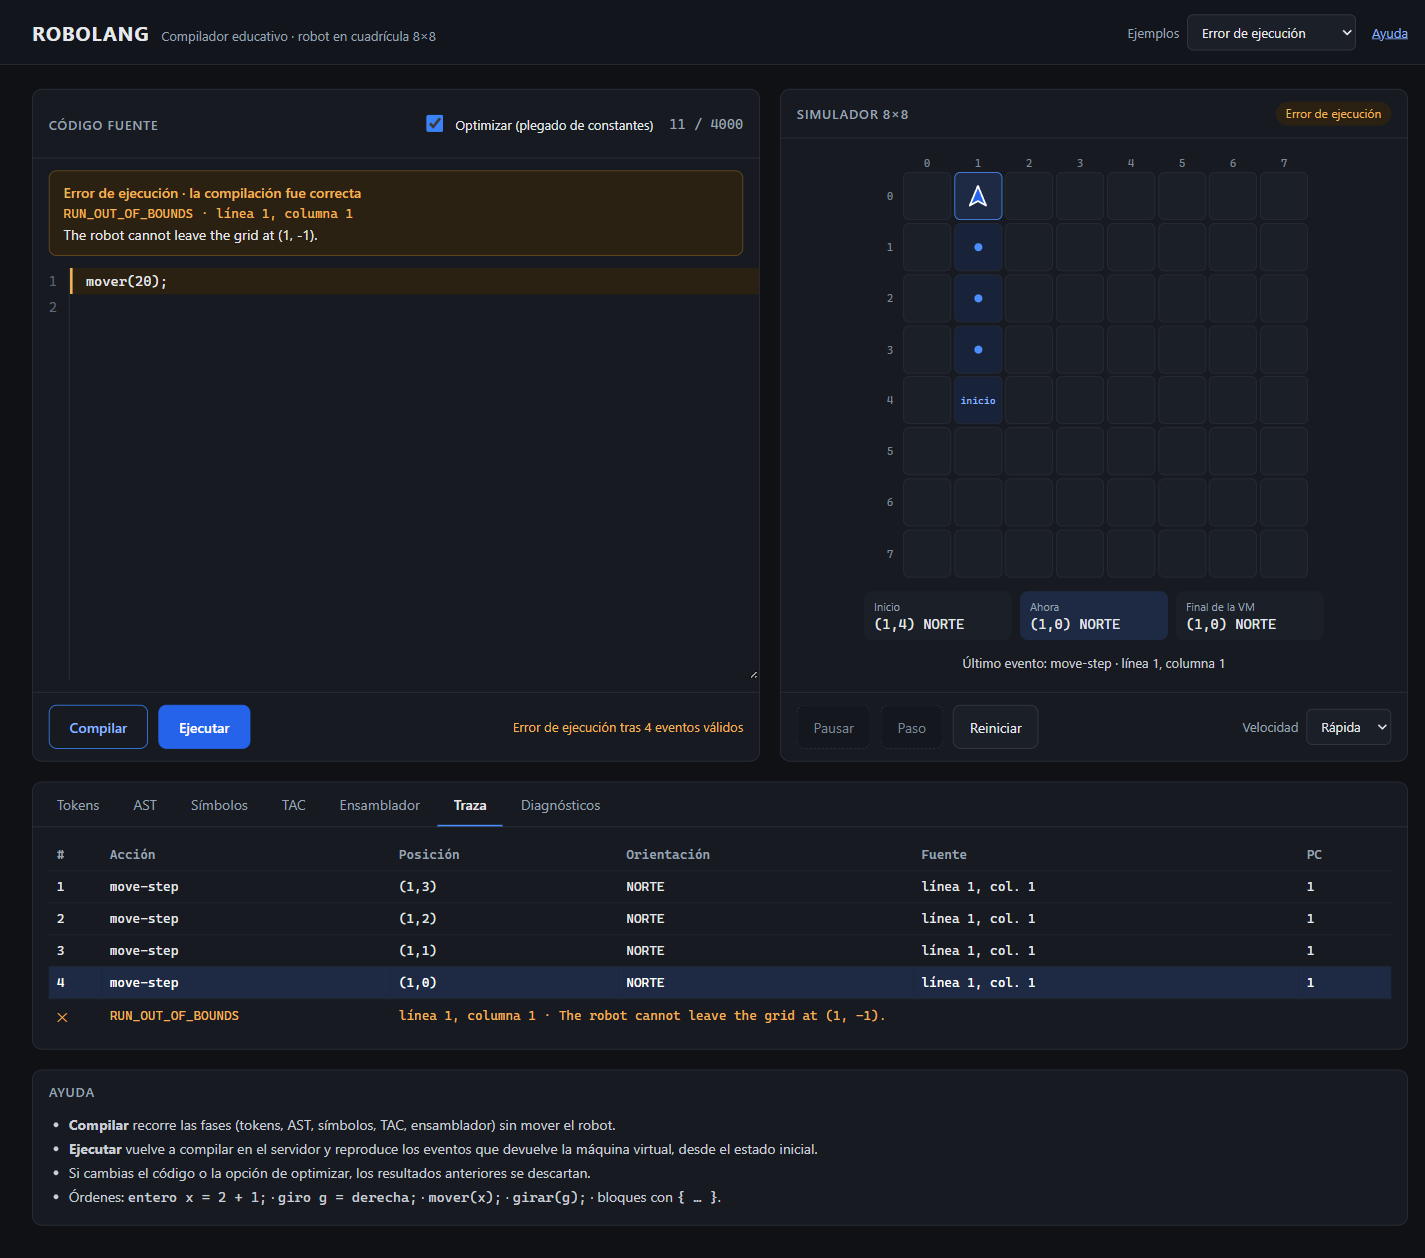 ROBOLANG Compilador educativo · robot en cuadrícula 8×8 Ejemplos Error de ejecución Ayuda
CÓDIGO FUENTE Optimizar (plegado de constantes) 11 / 4000
Error de ejecución · la compilación fue correcta
RUN_OUT_OF_BOUNDS · línea 1, columna 1
The robot cannot leave the grid at (1, -1).
1 mover(20);
2
Compilar Ejecutar Error de ejecución tras 4 eventos válidos
SIMULADOR 8×8 Error de ejecución
0 1 2 3 4 5 6 7
0
1
2
3
4 inicio
5
6
7
Inicio Ahora Final de la VM
(1,4) NORTE (1,0) NORTE (1,0) NORTE
Último evento: move-step · línea 1, columna 1
Pausar Paso Reiniciar Velocidad Rápida
Tokens AST Símbolos TAC Ensamblador Traza Diagnósticos
# Acción Posición Orientación Fuente PC
1 move-step (1,3) NORTE línea 1, col. 1 1
2 move-step (1,2) NORTE línea 1, col. 1 1
3 move-step (1,1) NORTE línea 1, col. 1 1
4 move-step (1,0) NORTE línea 1, col. 1 1
× RUN_OUT_OF_BOUNDS línea 1, columna 1 · The robot cannot leave the grid at (1, -1).
AYUDA
• Compilar recorre las fases (tokens, AST, símbolos, TAC, ensamblador) sin mover el robot.
• Ejecutar vuelve a compilar en el servidor y reproduce los eventos que devuelve la máquina virtual, desde el estado inicial.
• Si cambias el código o la opción de optimizar, los resultados anteriores se descartan.
• Órdenes: entero x = 2 + 1; · giro g = derecha; · mover(x); · girar(g); · bloques con { … }.